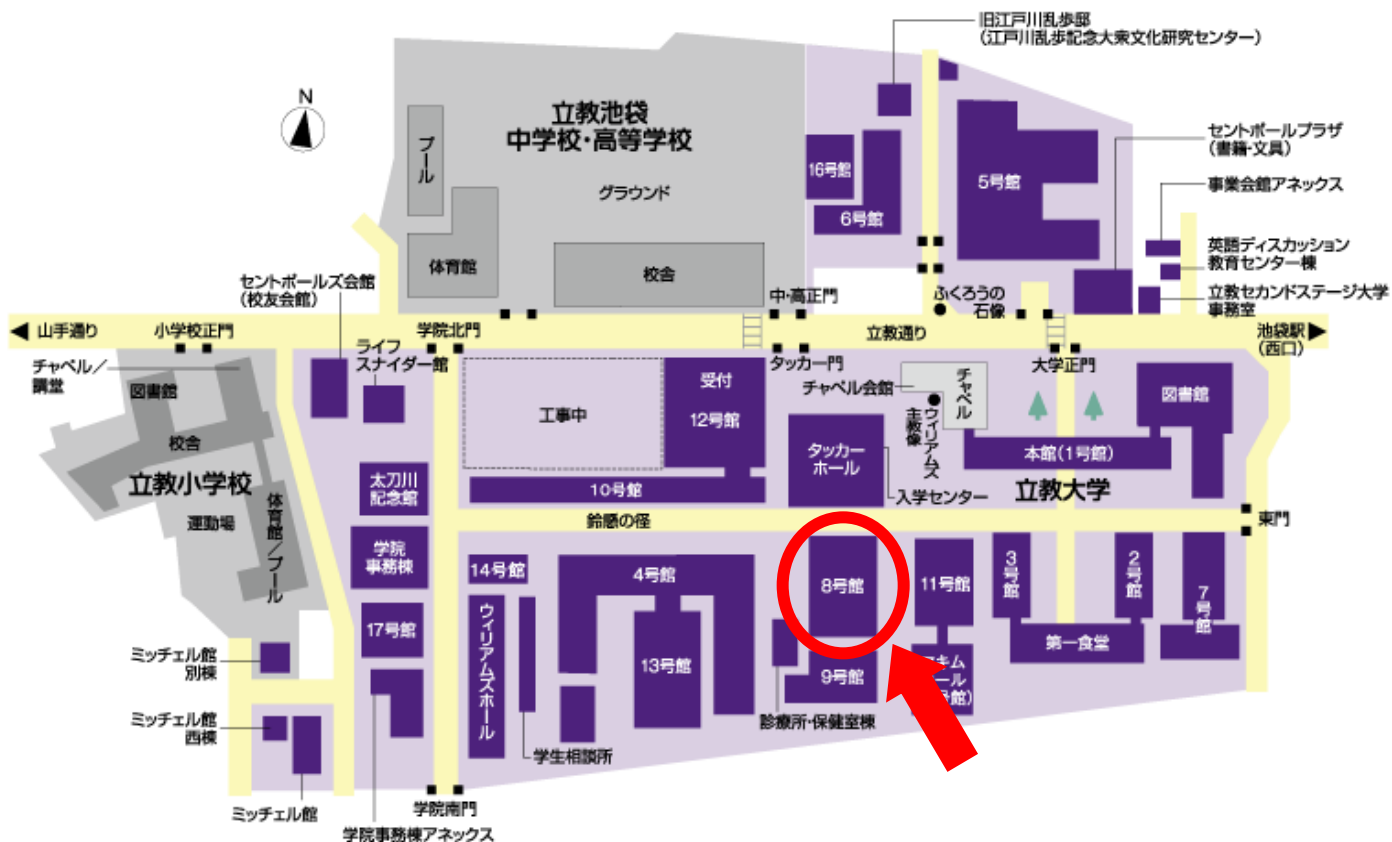 旧江戸川乱歩邸
(江戸川乱歩記念大衆文化研究センター)
N
立教池袋
中学校・高等学校
プール
グラウンド
体育館
校舎
16号館
6号館
5号館
セントポールプラザ
(書籍・文具)
事業会館アネックス
英語ディスカッション
教育センター棟
立教セカンドステージ大学
事務室
セントポールズ会館
(校友会館)
中・高正門
ふくろうの
石像
山手通り
小学校正門
学院北門
立教通り
池袋駅
(西口)
ライフ
スナイダー館
タッカー門
大学正門
チャペル／
講堂
図書館
校舎
立教小学校
運動場
体育館／プール
工事中
受付
12号館
チャペル会館
チャペル
ウィリアムズ
主教像
図書館
タッカー
ホール
本館(1号館)
太刀川
記念館
10号館
入学センター
立教大学
鈴懸の径
東門
学院
事務棟
14号館
4号館
8号館
11号館
3号館
2号館
7号館
17号館
ウィリアムズホール
13号館
9号館
第一食堂
キム
ール
号館)
ミッチェル館
別棟
ミッチェル館
西棟
診療所・保健室棟
学生相談所
ミッチェル館
学院南門
学院事務棟アネックス